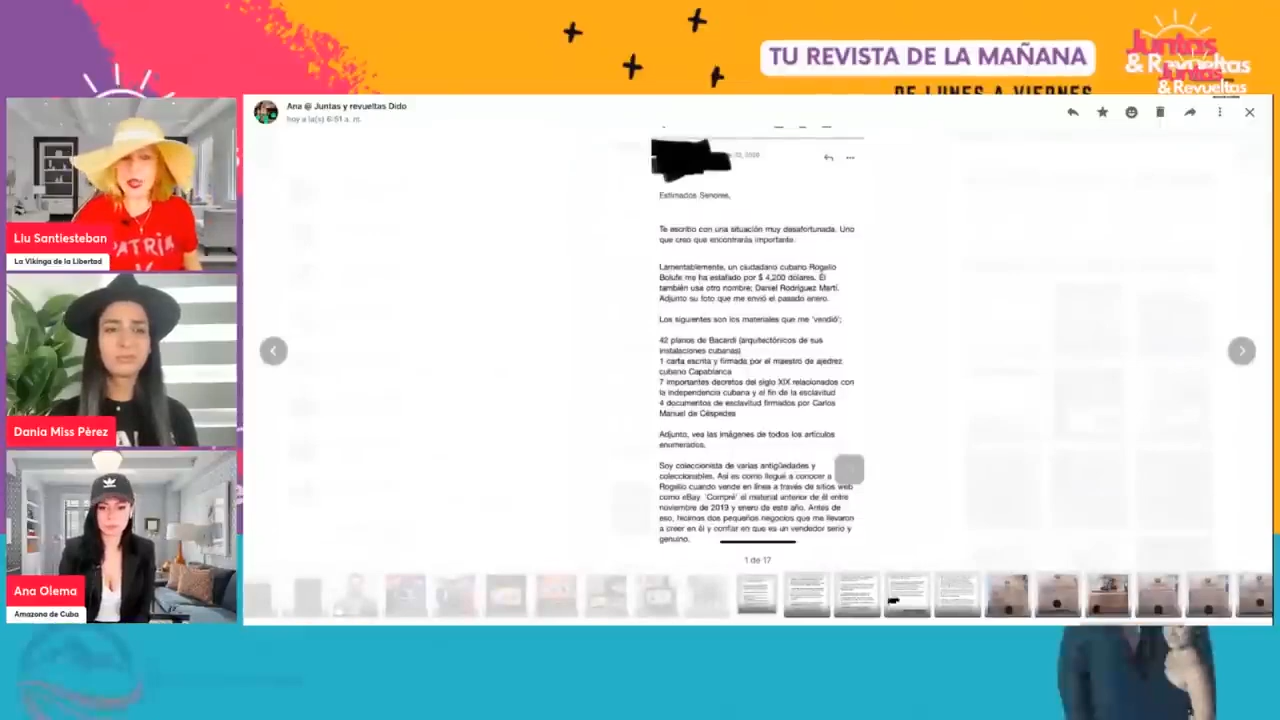 TU REVISTA DE LA MAÑANA
DE LUNES A VIERNES
Juntas
& Revueltas
Juntas
& Revueltas
Ana @ Juntas y revueltas Dido
hoy a la(s) 6:51 a. m.
Estimados Senores,
Te escribo con una situación muy desafortunada. Uno
que creo que encontrarás importante.
Lamentablemente, un ciudadano cubano Rogelio
Bolufe me ha estafado por $ 4,200 dólares. Él
también usa otro nombre; Daniel Rodríguez Martí.
Adjunto su foto que me envió el pasado enero.
Los siguientes son los materiales que me 'vendió';
42 planos de Bacardi (arquitectónicos de sus
instalaciones cubanas)
1 carta escrita y firmada por el maestro de ajedrez
cubano Capablanca
7 importantes decretos del siglo XIX relacionados con
la independencia cubana y el fin de la esclavitud
4 documentos de esclavitud firmados por Carlos
Manuel de Céspedes
Adjunto, vea las imágenes de todos los artículos
enumerados.
Soy coleccionista de varias antigüedades y
coleccionables. Así es como llegué a conocer a
Rogelio cuando vende en línea a través de sitios web
como eBay. 'Compré' el material anterior de él entre
noviembre de 2019 y enero de este año. Antes de
eso, hicimos dos pequeños negocios que me llevaron
a creer en él y confiar en que es un vendedor serio y
genuino.
1 de 17
Liu Santiesteban
La Vikinga de la Libertad
PATRIA
Dania Miss Pèrez
Ana Olema
Amazona de Cuba